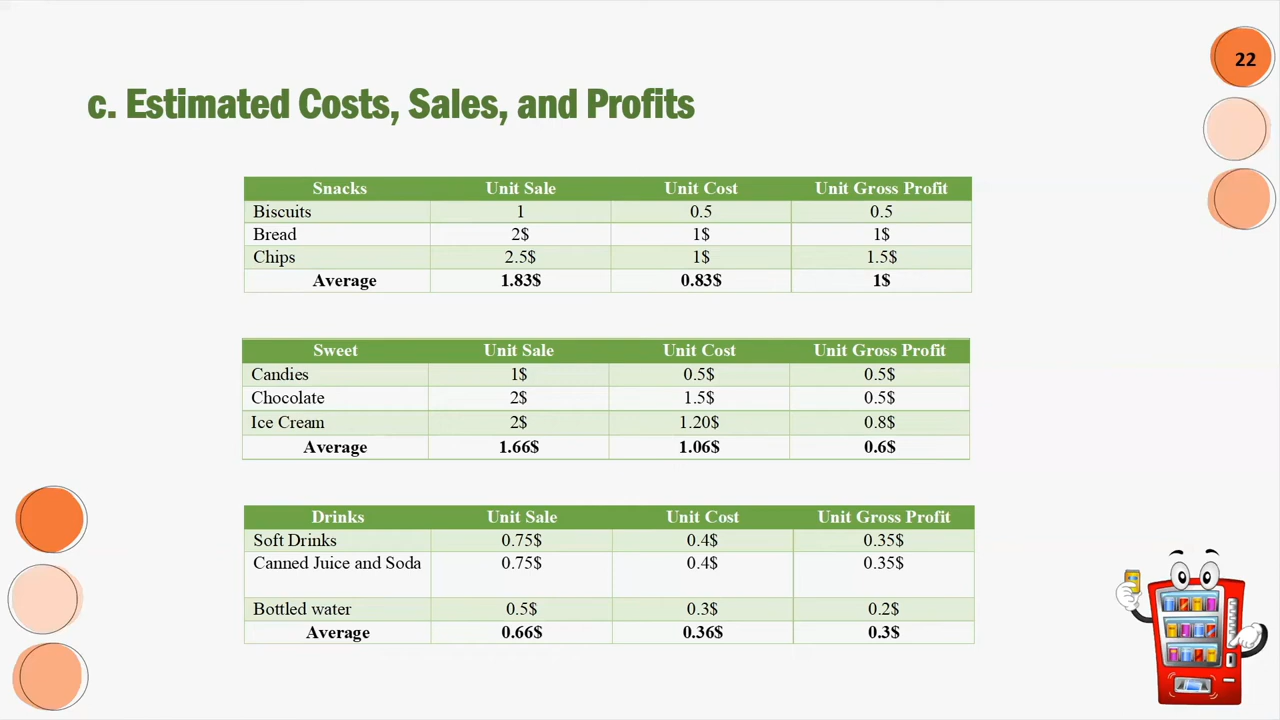 22
c. Estimated Costs, Sales, and Profits
Snacks Unit Sale Unit Cost Unit Gross Profit
Biscuits 1 0.5 0.5
Bread 2$ 1$ 1$
Chips 2.5$ 1$ 1.5$
Average 1.83$ 0.83$ 1$
Sweet Unit Sale Unit Cost Unit Gross Profit
Candies 1$ 0.5$ 0.5$
Chocolate 2$ 1.5$ 0.5$
Ice Cream 2$ 1.20$ 0.8$
Average 1.66$ 1.06$ 0.6$
Drinks Unit Sale Unit Cost Unit Gross Profit
Soft Drinks 0.75$ 0.4$ 0.35$
Canned Juice and Soda 0.75$ 0.4$ 0.35$
Bottled water 0.5$ 0.3$ 0.2$
Average 0.66$ 0.36$ 0.3$